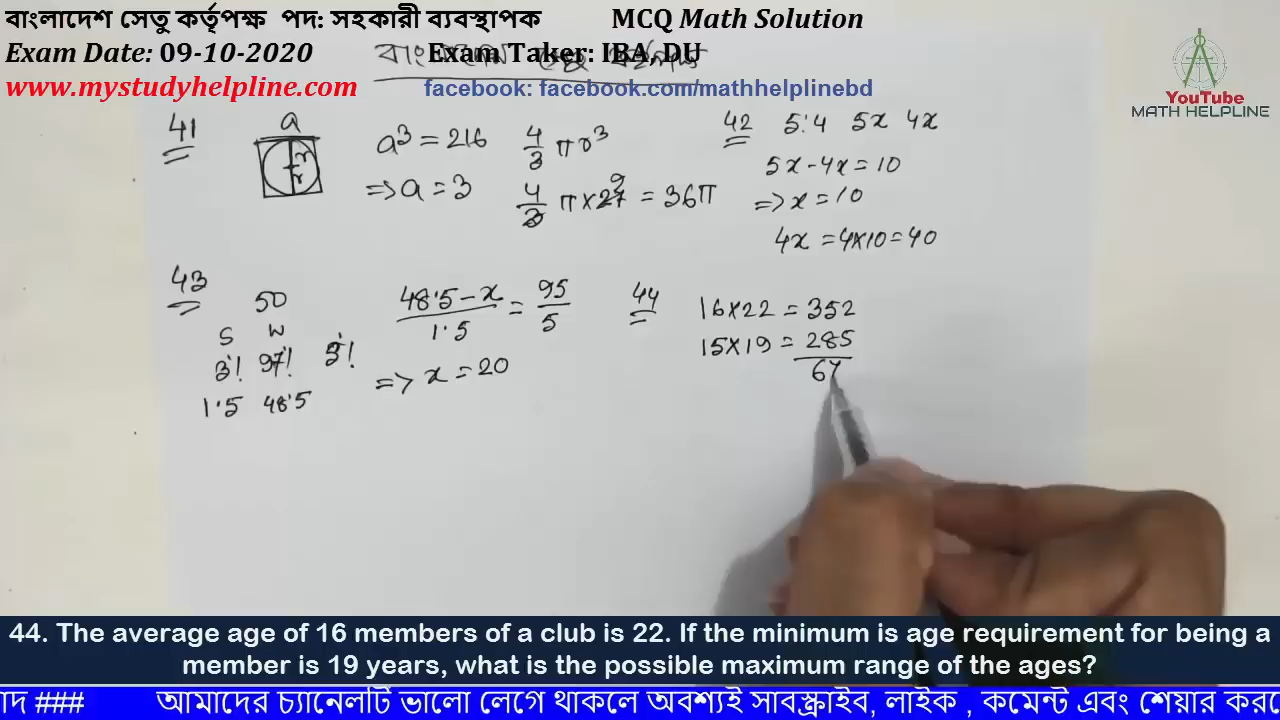 বাংলাদেশ সেতু কর্তৃপক্ষ পদ: সহকারী ব্যবস্থাপক MCQ Math Solution
Exam Date: 09-10-2020 Exam Taker: IBA, DU
www.mystudyhelpline.com facebook: facebook.com/mathhelplinebd
YouTube
MATH HELPLINE
41
a
r
r
a³ = 216
=> a = 3
4/3 πr³
4/3 π×27 9 = 36π
42 5:4 5x 4x
5x - 4x = 10
=> x = 10
4x = 4×10 = 40
43
50
S W
3! 97! 5!
1.5 48.5
48.5 - x / 1.5 = 95/5
=> x = 20
44
16×22 = 352
15×19 = 285
67
44. The average age of 16 members of a club is 22. If the minimum is age requirement for being a
member is 19 years, what is the possible maximum range of the ages?
াদ ### আমাদের চ্যানেলটি ভালো লেগে থাকলে অবশ্যই সাবস্ক্রাইব, লাইক , কমেন্ট এবং শেয়ার কর